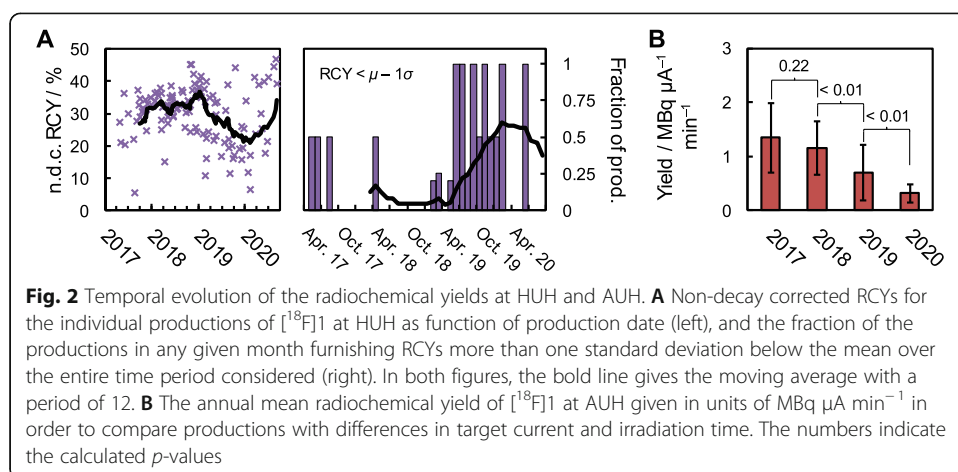 A
n.d.c. RCY / %
50
40
30
20
10
0
2017
2018
2019
2020
RCY < μ – 1σ
1
0.75
0.5
0.25
0
Fraction of prod.
Apr. 17
Oct. 17
Apr. 18
Oct. 18
Apr. 19
Oct. 19
Apr. 20
B
Yield / MBq μA⁻¹
min⁻¹
3
2
1
0
0.22
< 0.01
< 0.01
2017
2018
2019
2020
Fig. 2 Temporal evolution of the radiochemical yields at HUH and AUH. A Non-decay corrected RCYs for
the individual productions of [¹⁸F]1 at HUH as function of production date (left), and the fraction of the
productions in any given month furnishing RCYs more than one standard deviation below the mean over
the entire time period considered (right). In both figures, the bold line gives the moving average with a
period of 12. B The annual mean radiochemical yield of [¹⁸F]1 at AUH given in units of MBq μA min⁻¹ in
order to compare productions with differences in target current and irradiation time. The numbers indicate
the calculated p-values